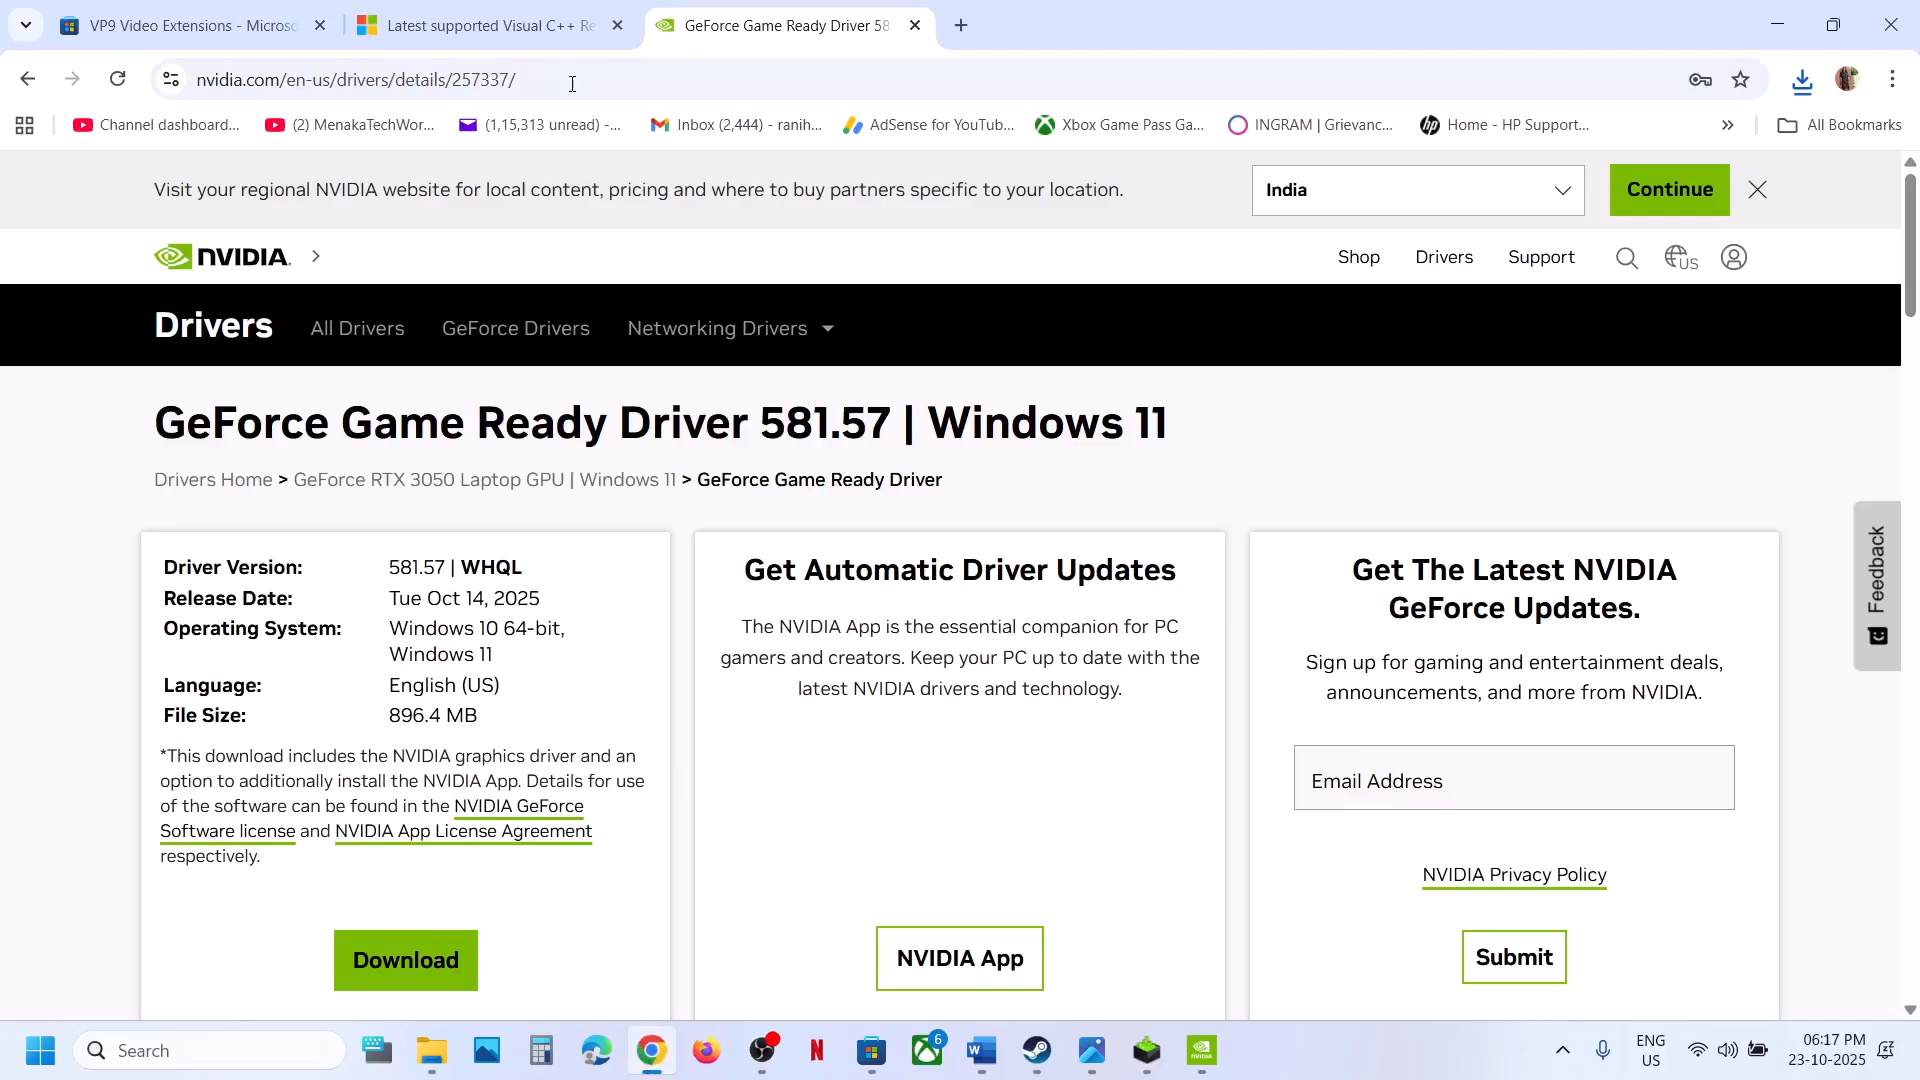 VP9 Video Extensions - Microso
Latest supported Visual C++ Re
GeForce Game Ready Driver 58
nvidia.com/en-us/drivers/details/257337/
Channel dashboard...
(2) MenakaTechWor...
(1,15,313 unread) -...
Inbox (2,444) - ranih...
AdSense for YouTub...
Xbox Game Pass Ga...
INGRAM | Grievanc...
Home - HP Support...
All Bookmarks
Visit your regional NVIDIA website for local content, pricing and where to buy partners specific to your location.
India
Continue
NVIDIA.
Shop
Drivers
Support
US
Drivers
All Drivers
GeForce Drivers
Networking Drivers
GeForce Game Ready Driver 581.57 | Windows 11
Drivers Home > GeForce RTX 3050 Laptop GPU | Windows 11 > GeForce Game Ready Driver
Driver Version: 581.57 | WHQL
Release Date: Tue Oct 14, 2025
Operating System: Windows 10 64-bit,
Windows 11
Language: English (US)
File Size: 896.4 MB
*This download includes the NVIDIA graphics driver and an
option to additionally install the NVIDIA App. Details for use
of the software can be found in the NVIDIA GeForce
Software license and NVIDIA App License Agreement
respectively.
Download
Get Automatic Driver Updates
The NVIDIA App is the essential companion for PC
gamers and creators. Keep your PC up to date with the
latest NVIDIA drivers and technology.
NVIDIA App
Get The Latest NVIDIA
GeForce Updates.
Sign up for gaming and entertainment deals,
announcements, and more from NVIDIA.
Email Address
NVIDIA Privacy Policy
Submit
Feedback
Search
6
ENG
US
06:17 PM
23-10-2025